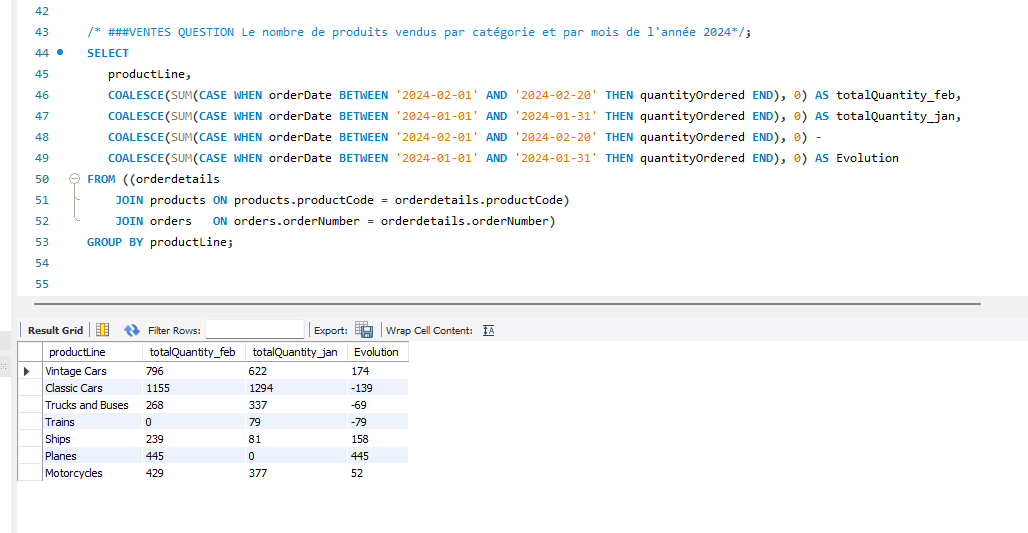 42
43 /* ###VENTES QUESTION Le nombre de produits vendus par catégorie et par mois de l'année 2024*/;
44 SELECT
45 productLine,
46 COALESCE(SUM(CASE WHEN orderDate BETWEEN '2024-02-01' AND '2024-02-20' THEN quantityOrdered END), 0) AS totalQuantity_feb,
47 COALESCE(SUM(CASE WHEN orderDate BETWEEN '2024-01-01' AND '2024-01-31' THEN quantityOrdered END), 0) AS totalQuantity_jan,
48 COALESCE(SUM(CASE WHEN orderDate BETWEEN '2024-02-01' AND '2024-02-20' THEN quantityOrdered END), 0) -
49 COALESCE(SUM(CASE WHEN orderDate BETWEEN '2024-01-01' AND '2024-01-31' THEN quantityOrdered END), 0) AS Evolution
50 FROM ((orderdetails
51 JOIN products ON products.productCode = orderdetails.productCode)
52 JOIN orders ON orders.orderNumber = orderdetails.orderNumber)
53 GROUP BY productLine;
54
55
Result Grid Filter Rows: Export: Wrap Cell Content:
productLine totalQuantity_feb totalQuantity_jan Evolution
Vintage Cars 796 622 174
Classic Cars 1155 1294 -139
Trucks and Buses 268 337 -69
Trains 0 79 -79
Ships 239 81 158
Planes 445 0 445
Motorcycles 429 377 52